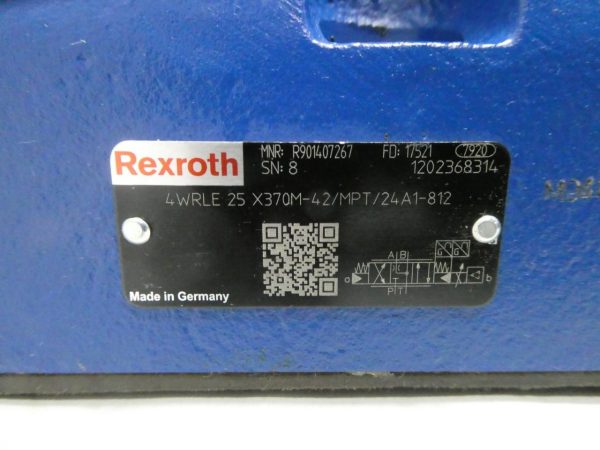 Rexroth
MNR: R901407267 FD: 17521 7920
SN: 8 1202368314
4WRLE 25 X370M-42/MPT/24A1-812
A B
a b
P T
Made in Germany